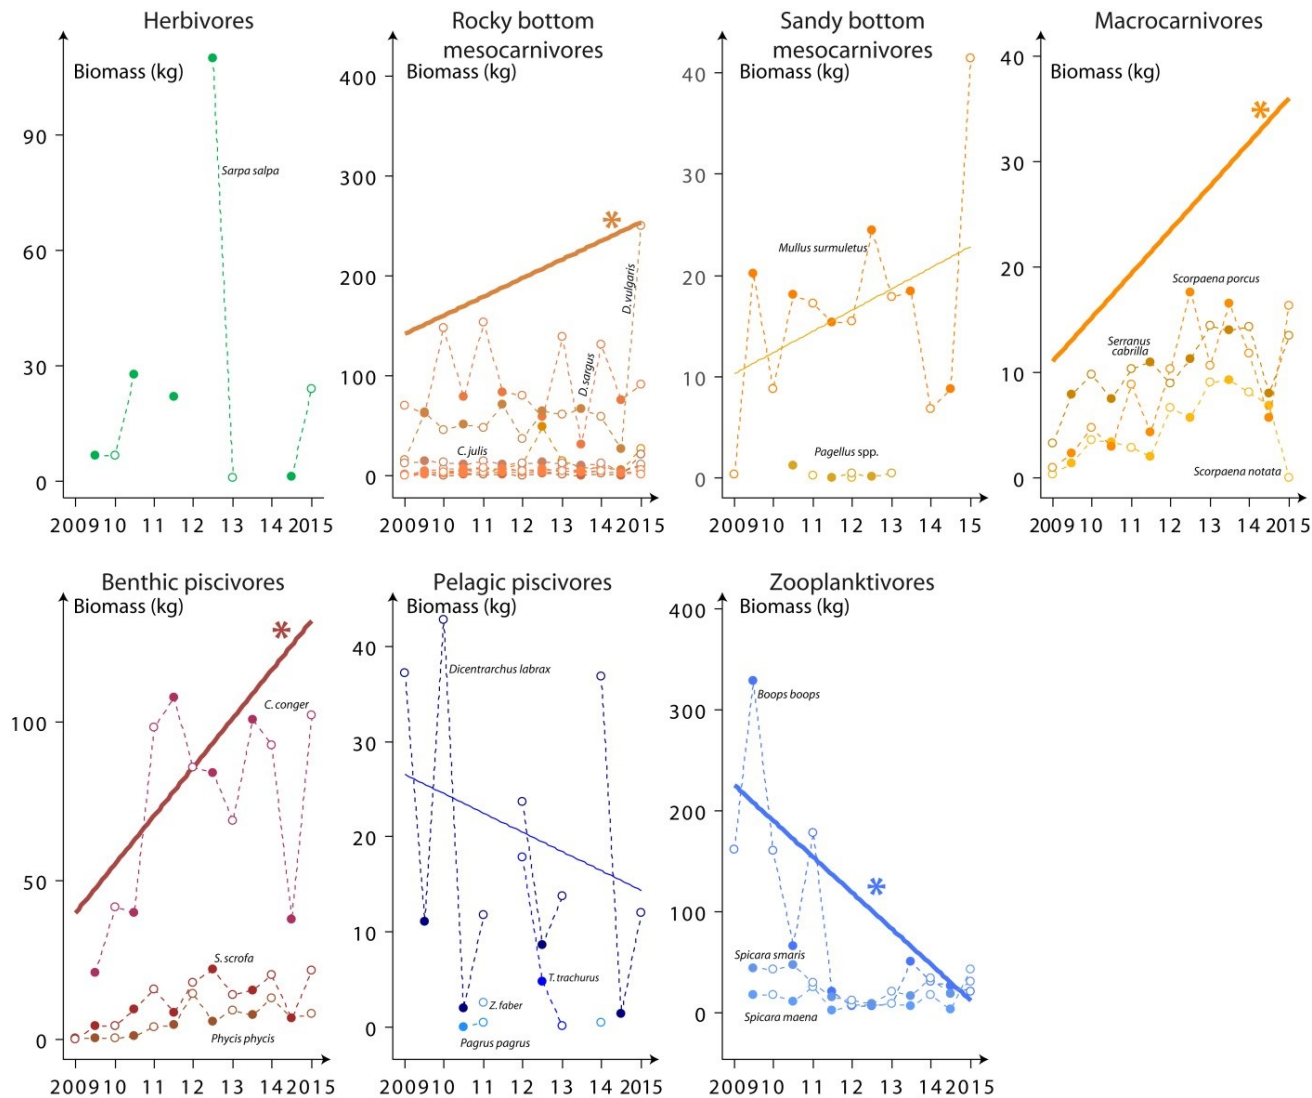 Herbivores
Biomass (kg)
90
60
30
0
Sarpa salpa
2009 10 11 12 13 14 2015
Rocky bottom
mesocarnivores
Biomass (kg)
400
300
200
100
0
*
D. vulgaris
D. sargus
C. julis
2009 10 11 12 13 14 2015
Sandy bottom
mesocarnivores
Biomass (kg)
40
30
20
10
0
Mullus surmuletus
Pagellus spp.
2009 10 11 12 13 14 15
Macrocarnivores
Biomass (kg)
40
30
20
10
0
*
Scorpaena porcus
Serranus
cabrilla
Scorpaena notata
2009 10 11 12 13 14 2015
Benthic piscivores
Biomass (kg)
100
50
0
*
C. conger
S. scrofa
Phycis phycis
2009 10 11 12 13 14 2015
Pelagic piscivores
Biomass (kg)
40
30
20
10
0
Dicentrarchus labrax
T. trachurus
Z. faber
Pagrus pagrus
2009 10 11 12 13 14 2015
Zooplanktivores
Biomass (kg)
400
300
200
100
0
Boops boops
*
Spicara smaris
Spicara maena
2009 10 11 12 13 14 2015